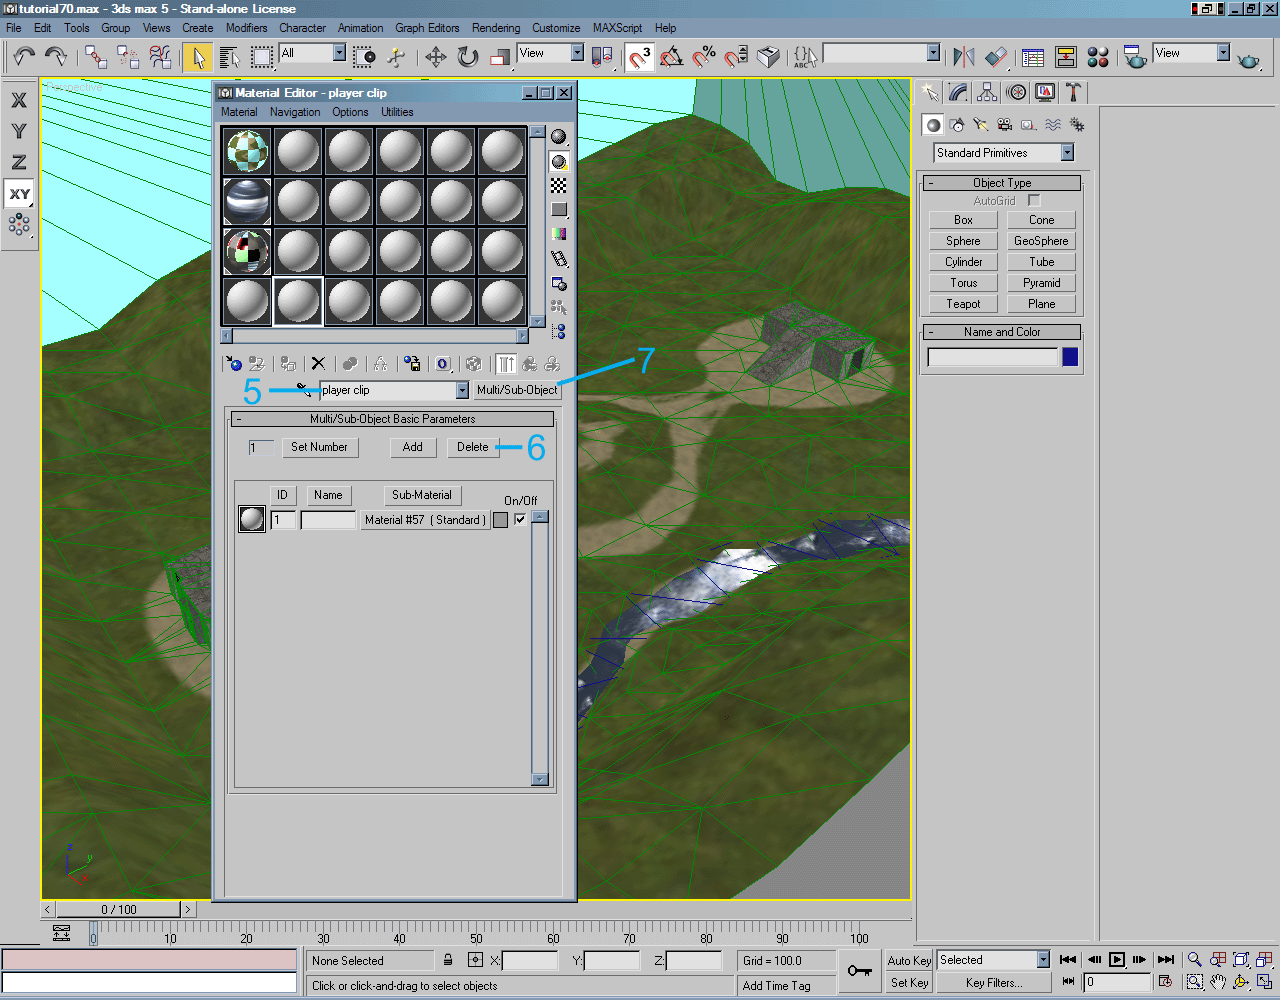 tutorial70.max - 3ds max 5 - Stand-alone License
File Edit Tools Group Views Create Modifiers Character Animation Graph Editors Rendering Customize MAXScript Help
All
View
3
%
ABC
View
X
Y
Z
XY
Perspective
Material Editor - player clip
Material Navigation Options Utilities
5
player clip
Multi/Sub-Object
7
- Multi/Sub-Object Basic Parameters
1
Set Number
Add
Delete
6
ID
Name
Sub-Material
On/Off
1
Material #57 ( Standard )
Standard Primitives
- Object Type
AutoGrid
Box
Cone
Sphere
GeoSphere
Cylinder
Tube
Torus
Pyramid
Teapot
Plane
- Name and Color
z
y
x
< 0 / 100 >
0 10 20 30 40 50 60 70 80 90 100
None Selected
X:
Y:
Z:
Grid = 100.0
Auto Key
Selected
Click or click-and-drag to select objects
Add Time Tag
Set Key
Key Filters...
0